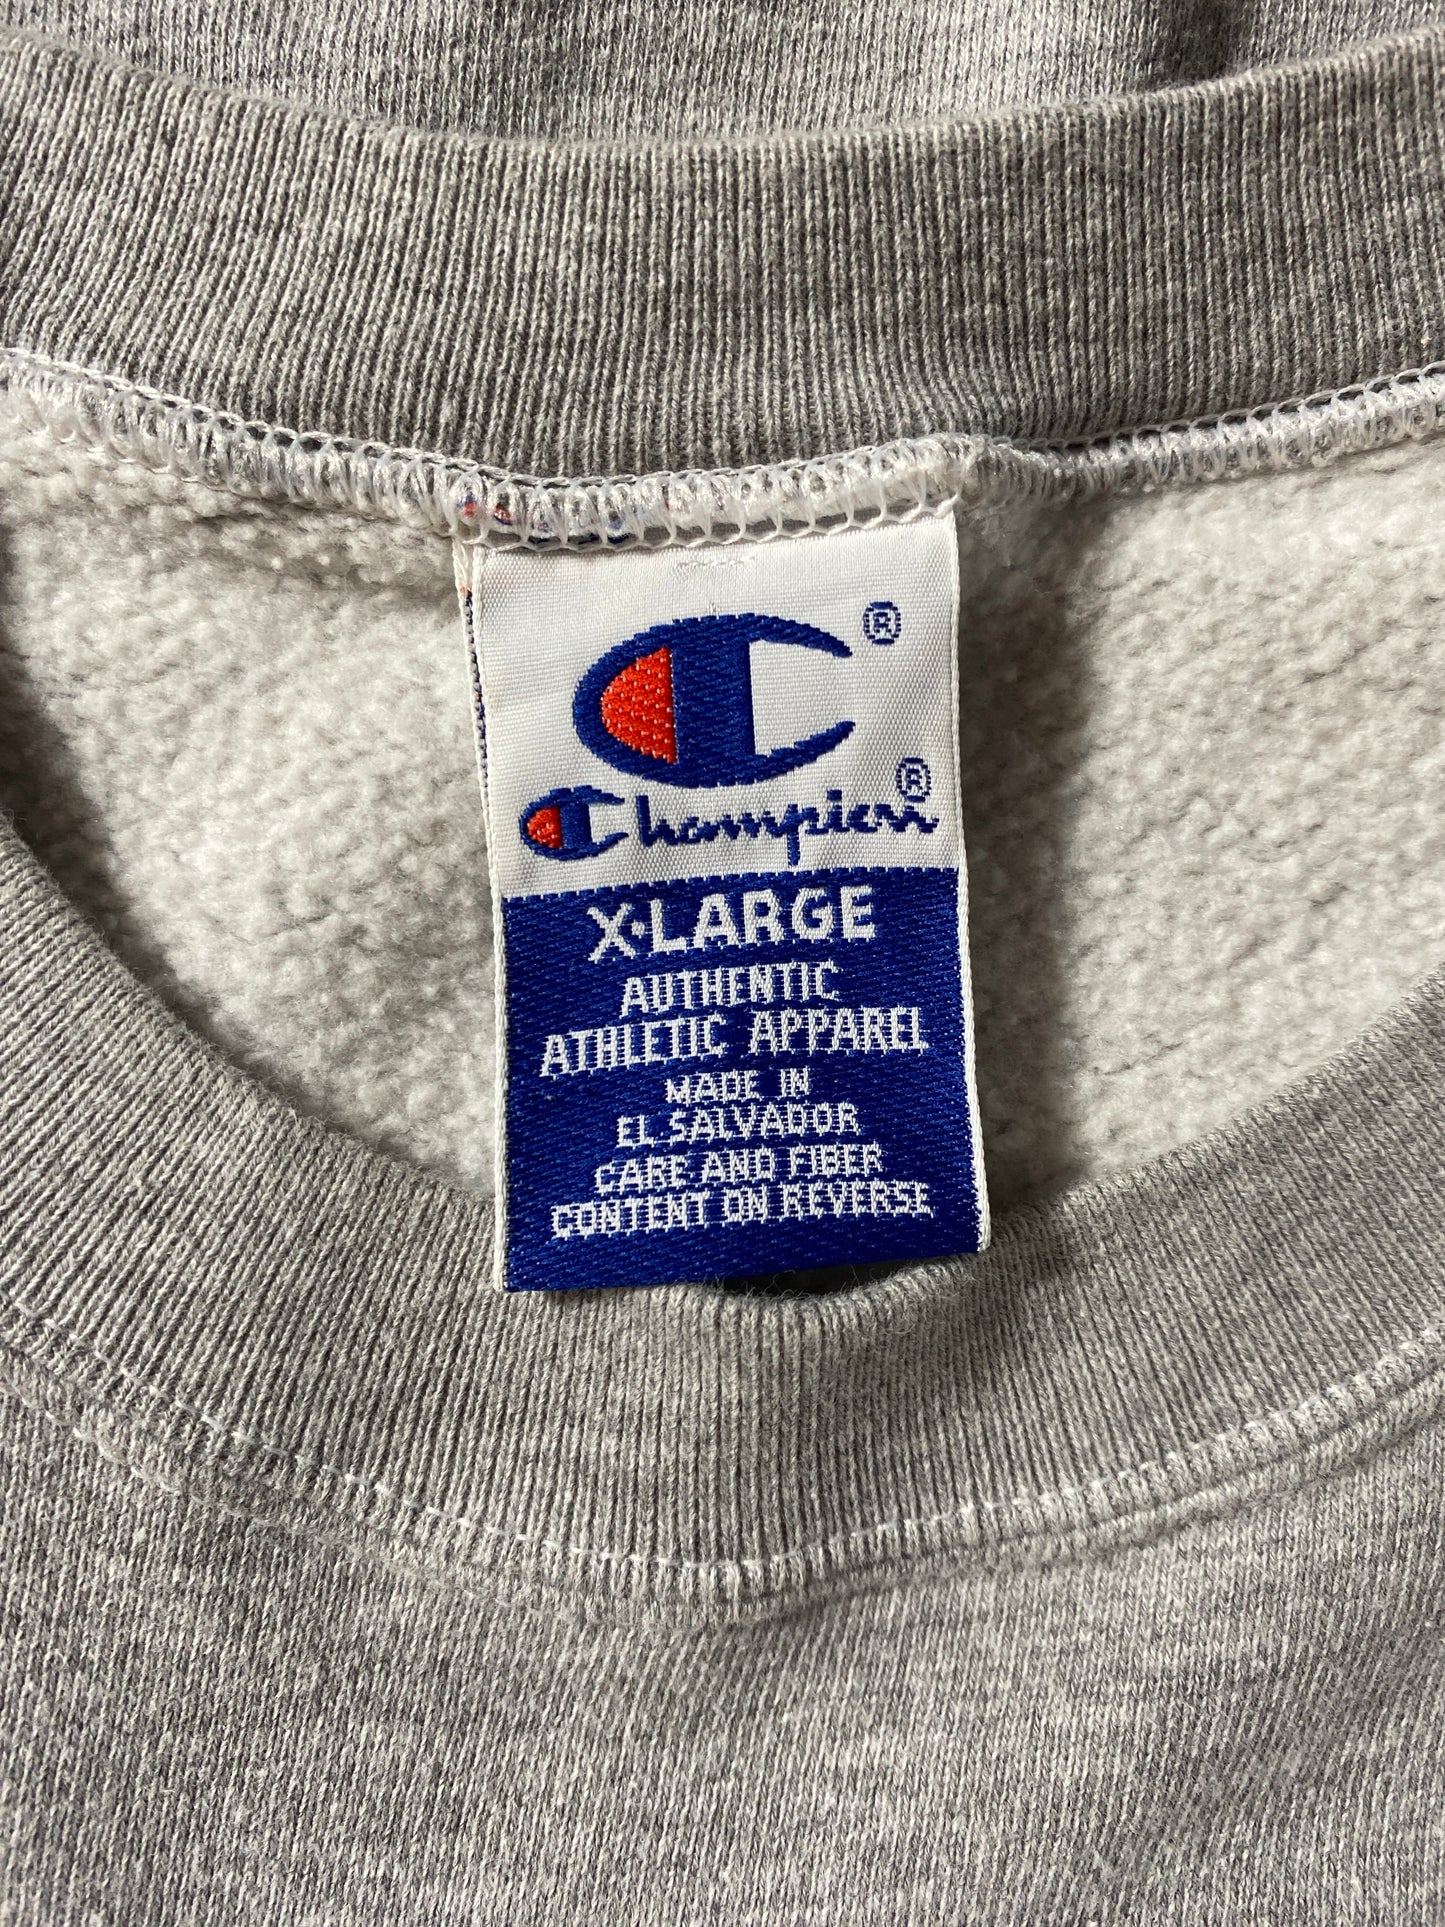 ®
Champion®
X-LARGE
AUTHENTIC
ATHLETIC APPAREL
MADE IN
EL SALVADOR
CARE AND FIBER
CONTENT ON REVERSE